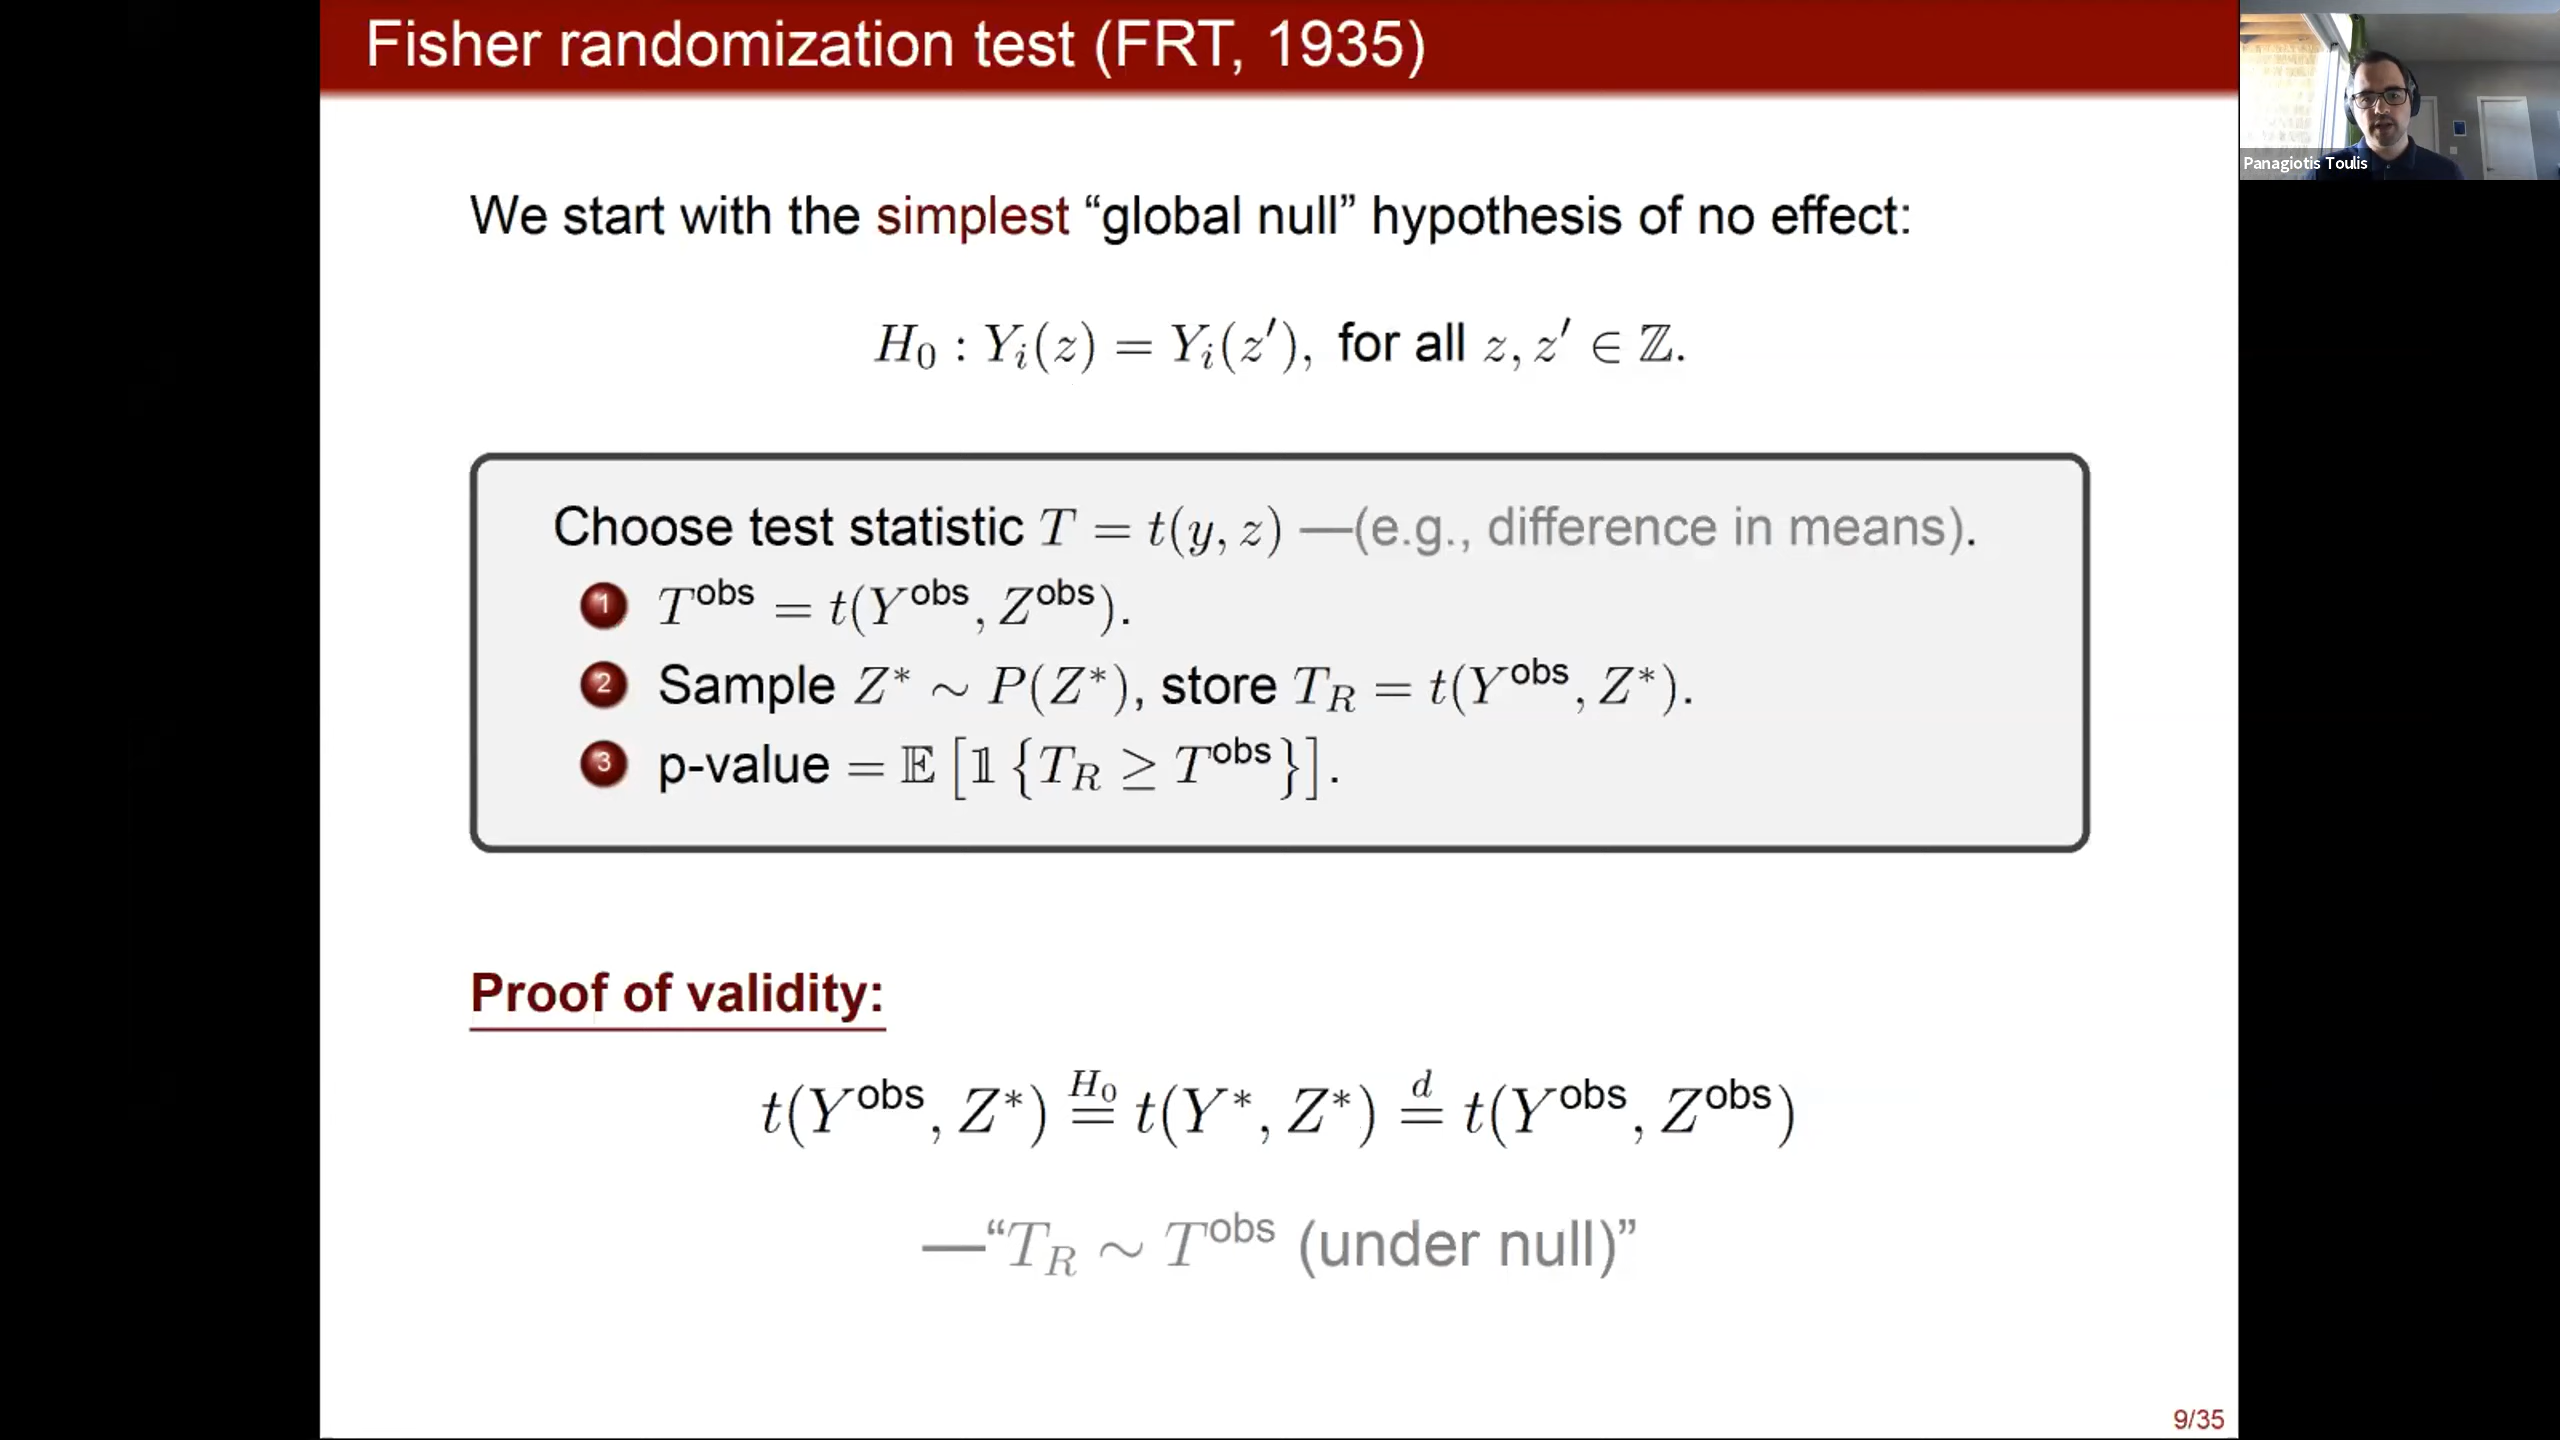 Fisher randomization test (FRT, 1935)
Panagiotis Toulis
We start with the simplest “global null” hypothesis of no effect:
H₀ : Yᵢ(z) = Yᵢ(z′), for all z, z′ ∈ ℤ.
Choose test statistic T = t(y, z) —(e.g., difference in means).
1 T^obs = t(Y^obs, Z^obs).
2 Sample Z* ∼ P(Z*), store T_R = t(Y^obs, Z*).
3 p-value = 𝔼 [𝟙 {T_R ≥ T^obs}].
Proof of validity:
t(Y^obs, Z*) =^{H₀} t(Y*, Z*) =^{d} t(Y^obs, Z^obs)
—“T_R ∼ T^obs (under null)”
9/35